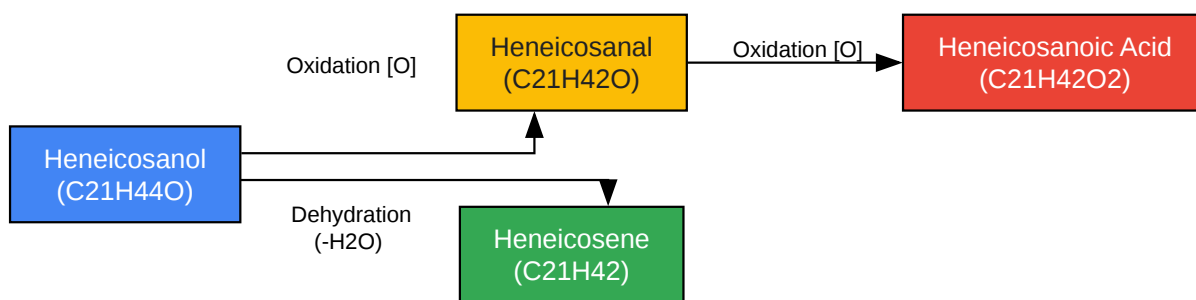 Heneicosanol
(C21H44O)
Oxidation [O]
Heneicosanal
(C21H42O)
Oxidation [O]
Heneicosanoic Acid
(C21H42O2)
Dehydration
(-H2O)
Heneicosene
(C21H42)